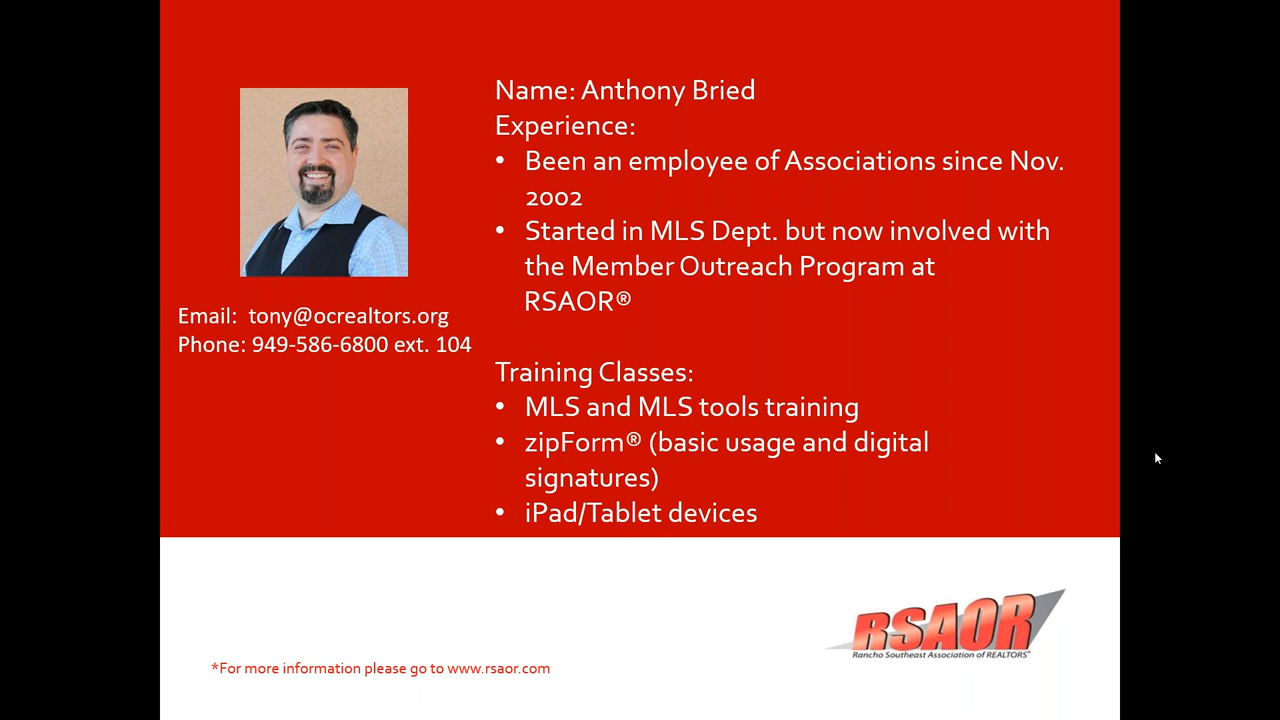 Name: Anthony Bried
Experience:
• Been an employee of Associations since Nov.
2002
• Started in MLS Dept. but now involved with
the Member Outreach Program at
RSAOR®
Email:  tony@ocrealtors.org
Phone: 949-586-6800 ext. 104
Training Classes:
• MLS and MLS tools training
• zipForm® (basic usage and digital
signatures)
• iPad/Tablet devices
RSAOR
Rancho Southeast Association of REALTORS®
*For more information please go to www.rsaor.com